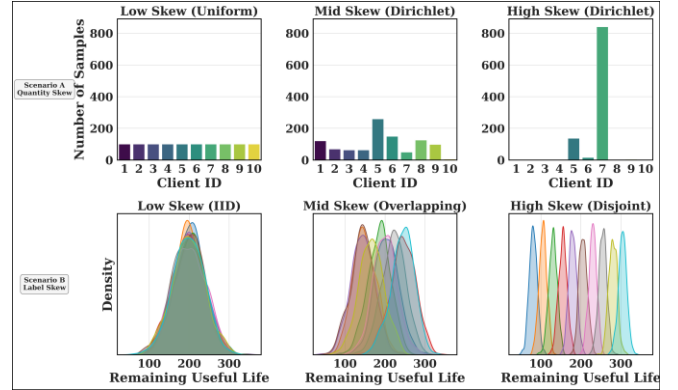 Low Skew (Uniform)
Mid Skew (Dirichlet)
High Skew (Dirichlet)
Scenario A
Quantity Skew
Number of Samples
800
600
400
200
0
1 2 3 4 5 6 7 8 9 10
Client ID
800
600
400
200
0
1 2 3 4 5 6 7 8 9 10
Client ID
800
600
400
200
0
1 2 3 4 5 6 7 8 9 10
Client ID
Low Skew (IID)
Mid Skew (Overlapping)
High Skew (Disjoint)
Scenario B
Label Skew
Density
100 200 300
Remaining Useful Life
100 200 300
Remaining Useful Life
100 200 300
Remaining Useful Life